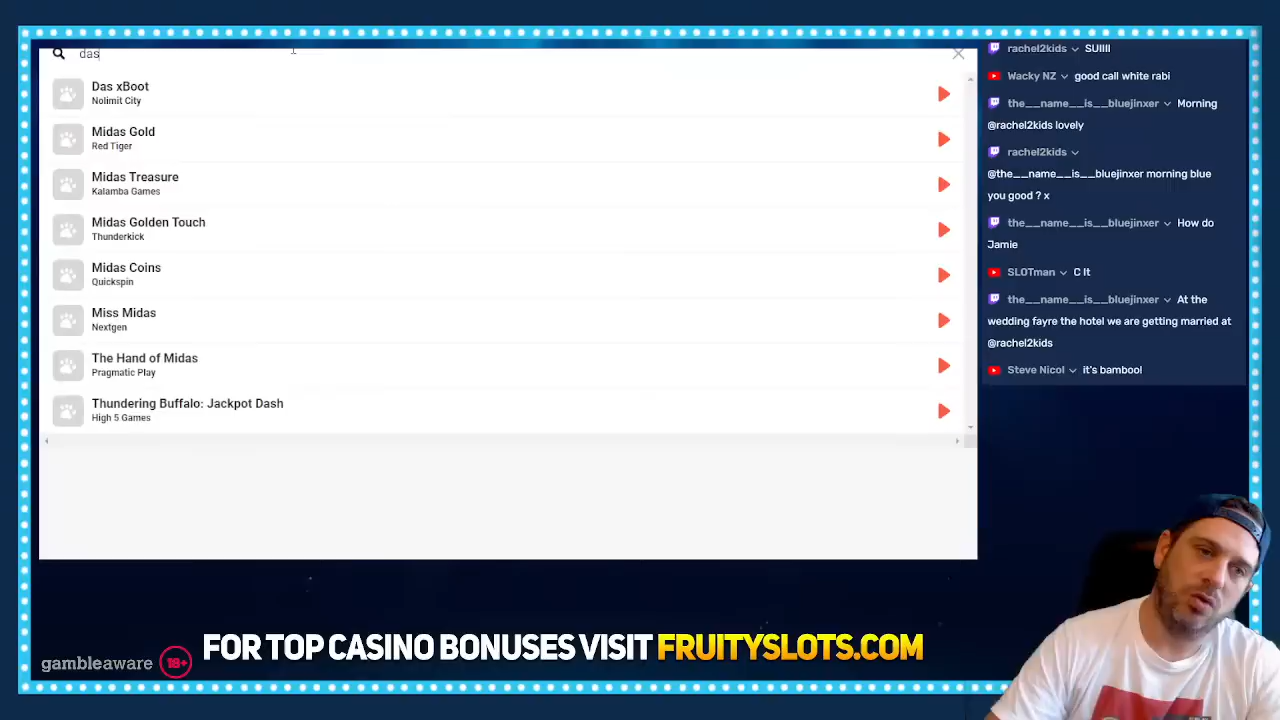 das
Das xBoot
Nolimit City
Midas Gold
Red Tiger
Midas Treasure
Kalamba Games
Midas Golden Touch
Thunderkick
Midas Coins
Quickspin
Miss Midas
Nextgen
The Hand of Midas
Pragmatic Play
Thundering Buffalo: Jackpot Dash
High 5 Games
rachel2kids SUIIII
Wacky NZ good call white rabi
the__name__is__bluejinxer Morning
@rachel2kids lovely
rachel2kids
@the__name__is__bluejinxer morning blue
you good ? x
the__name__is__bluejinxer How do
Jamie
SLOTman C It
the__name__is__bluejinxer At the
wedding fayre the hotel we are getting married at
@rachel2kids
Steve Nicol it's bambool
gambleaware 18+
FOR TOP CASINO BONUSES VISIT FRUITYSLOTS.COM